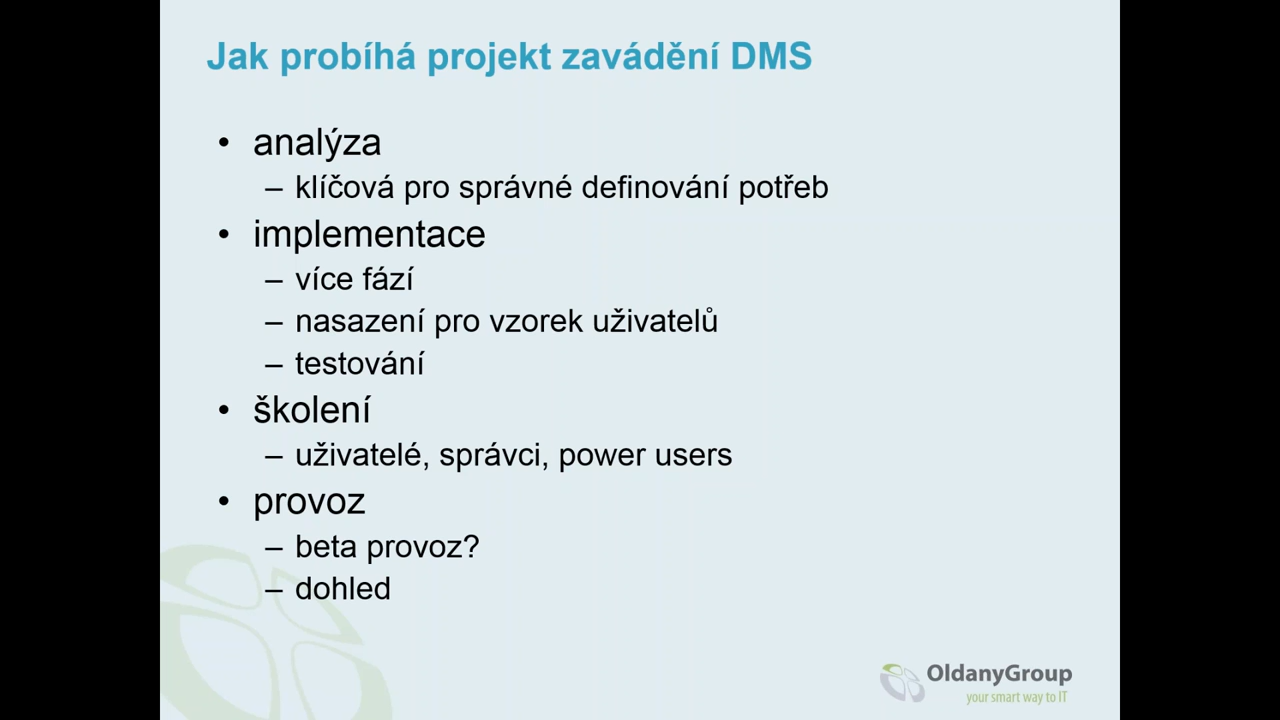 Jak probíhá projekt zavádění DMS
• analýza
– klíčová pro správné definování potřeb
• implementace
– více fází
– nasazení pro vzorek uživatelů
– testování
• školení
– uživatelé, správci, power users
• provoz
– beta provoz?
– dohled
OldanyGroup
your smart way to IT